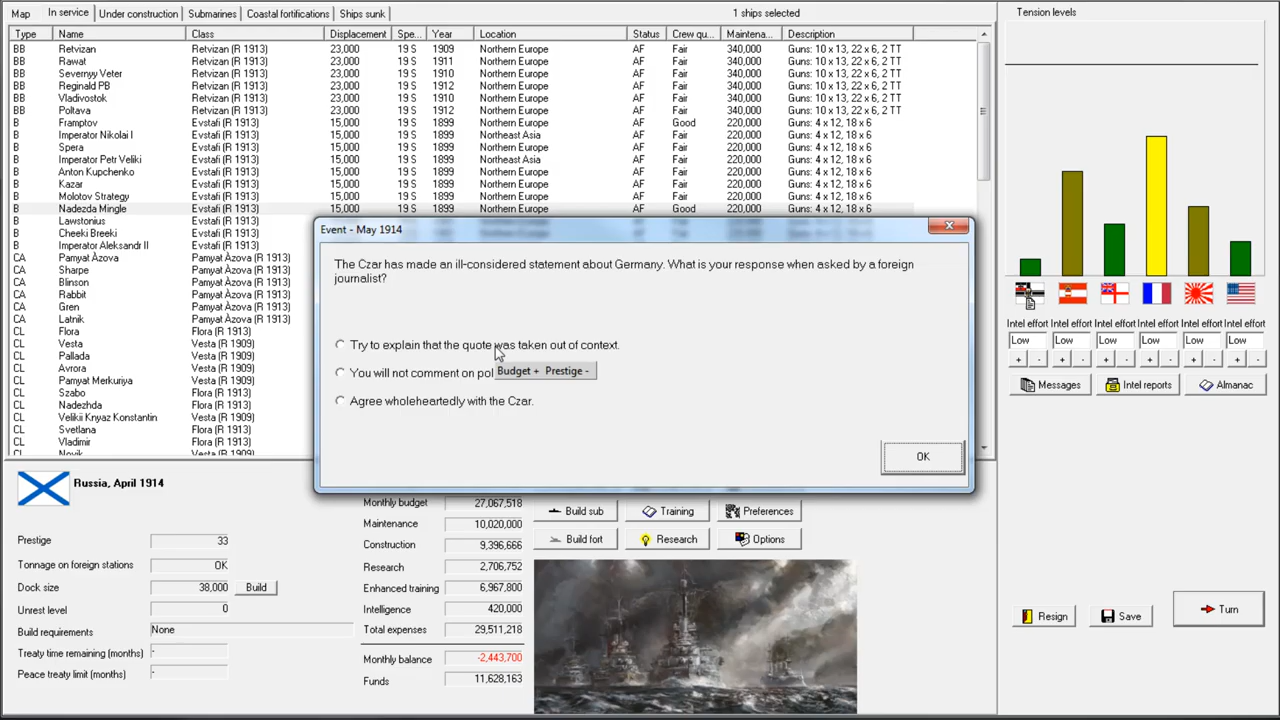 Map In service Under construction Submarines Coastal fortifications Ships sunk 1 ships selected Tension levels
Type Name Class Displacement Spe... Year Location Status Crew qu... Maintena... Description
BB Retvizan Retvizan (R 1913) 23,000 19 S 1909 Northern Europe AF Fair 340,000 Guns: 10 x 13, 22 x 6, 2 TT
BB Rawat Retvizan (R 1913) 23,000 19 S 1911 Northern Europe AF Fair 340,000 Guns: 10 x 13, 22 x 6, 2 TT
BB Severnyy Veter Retvizan (R 1913) 23,000 19 S 1910 Northern Europe AF Fair 340,000 Guns: 10 x 13, 22 x 6, 2 TT
BB Reginald PB Retvizan (R 1913) 23,000 19 S 1912 Northern Europe AF Fair 340,000 Guns: 10 x 13, 22 x 6, 2 TT
BB Vladivostok Retvizan (R 1913) 23,000 19 S 1910 Northern Europe AF Fair 340,000 Guns: 10 x 13, 22 x 6, 2 TT
BB Poltava Retvizan (R 1913) 23,000 19 S 1912 Northern Europe AF Fair 340,000 Guns: 10 x 13, 22 x 6, 2 TT
B Framptov Evstafi (R 1913) 15,000 19 S 1899 Northern Europe AF Good 220,000 Guns: 4 x 12, 18 x 6
B Imperator Nikolai I Evstafi (R 1913) 15,000 19 S 1899 Northeast Asia AF Fair 220,000 Guns: 4 x 12, 18 x 6
B Spera Evstafi (R 1913) 15,000 19 S 1899 Northern Europe AF Fair 220,000 Guns: 4 x 12, 18 x 6
B Imperator Petr Veliki Evstafi (R 1913) 15,000 19 S 1899 Northeast Asia AF Fair 220,000 Guns: 4 x 12, 18 x 6
B Anton Kupchenko Evstafi (R 1913) 15,000 19 S 1899 Northern Europe AF Fair 220,000 Guns: 4 x 12, 18 x 6
B Kazar Evstafi (R 1913) 15,000 19 S 1899 Northern Europe AF Fair 220,000 Guns: 4 x 12, 18 x 6
B Molotov Strategy Evstafi (R 1913) 15,000 19 S 1899 Northern Europe AF Fair 220,000 Guns: 4 x 12, 18 x 6
B Nadezda Mingle Evstafi (R 1913) 15,000 19 S 1899 Northern Europe AF Good 220,000 Guns: 4 x 12, 18 x 6
B Lawstonius Evstafi (R 1913)
B Cheeki Breeki Evstafi (R 1913)
B Imperator Aleksandr II Evstafi (R 1913)
CA Pamyat Àzova Pamyat Àzova (R 1913)
CA Sharpe Pamyat Àzova (R 1913)
CA Blinson Pamyat Àzova (R 1913)
CA Rabbit Pamyat Àzova (R 1913)
CA Gren Pamyat Àzova (R 1913)
CA Latnik Pamyat Àzova (R 1913)
CL Flora Flora (R 1913)
CL Vesta Vesta (R 1909)
CL Pallada Flora (R 1913)
CL Avrora Vesta (R 1909)
CL Pamyat Merkuriya Flora (R 1913)
CL Szabo Flora (R 1913)
CL Nadezhda Flora (R 1913)
CL Velikii Knyaz Konstantin Vesta (R 1909)
CL Svetlana Flora (R 1913)
CL Vladimir Flora (R 1913)
CL Novik Vesta (R 1909)
Event - May 1914
The Czar has made an ill-considered statement about Germany. What is your response when asked by a foreign
journalist?
Try to explain that the quote was taken out of context.
You will not comment on pol
Budget + Prestige -
Agree wholeheartedly with the Czar.
OK
Intel effort Intel effort Intel effort Intel effort Intel effort Intel effort
Low Low Low Low Low Low
+ - + - + - + - + - + -
Messages Intel reports Almanac
Russia, April 1914
Prestige 33
Tonnage on foreign stations OK
Dock size 38,000 Build
Unrest level 0
Build requirements None
Treaty time remaining (months) -
Peace treaty limit (months) -
Monthly budget 27,067,518
Maintenance 10,020,000
Construction 9,396,666
Research 2,706,752
Enhanced training 6,967,800
Intelligence 420,000
Total expenses 29,511,218
Monthly balance -2,443,700
Funds 11,628,163
Build sub Training Preferences
Build fort Research Options
Resign Save Turn